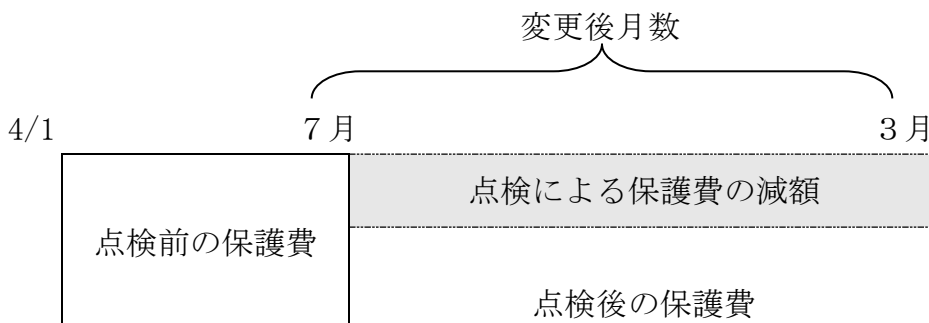 変更後月数
4/1
７月
３月
点検による保護費の減額
点検前の保護費
点検後の保護費